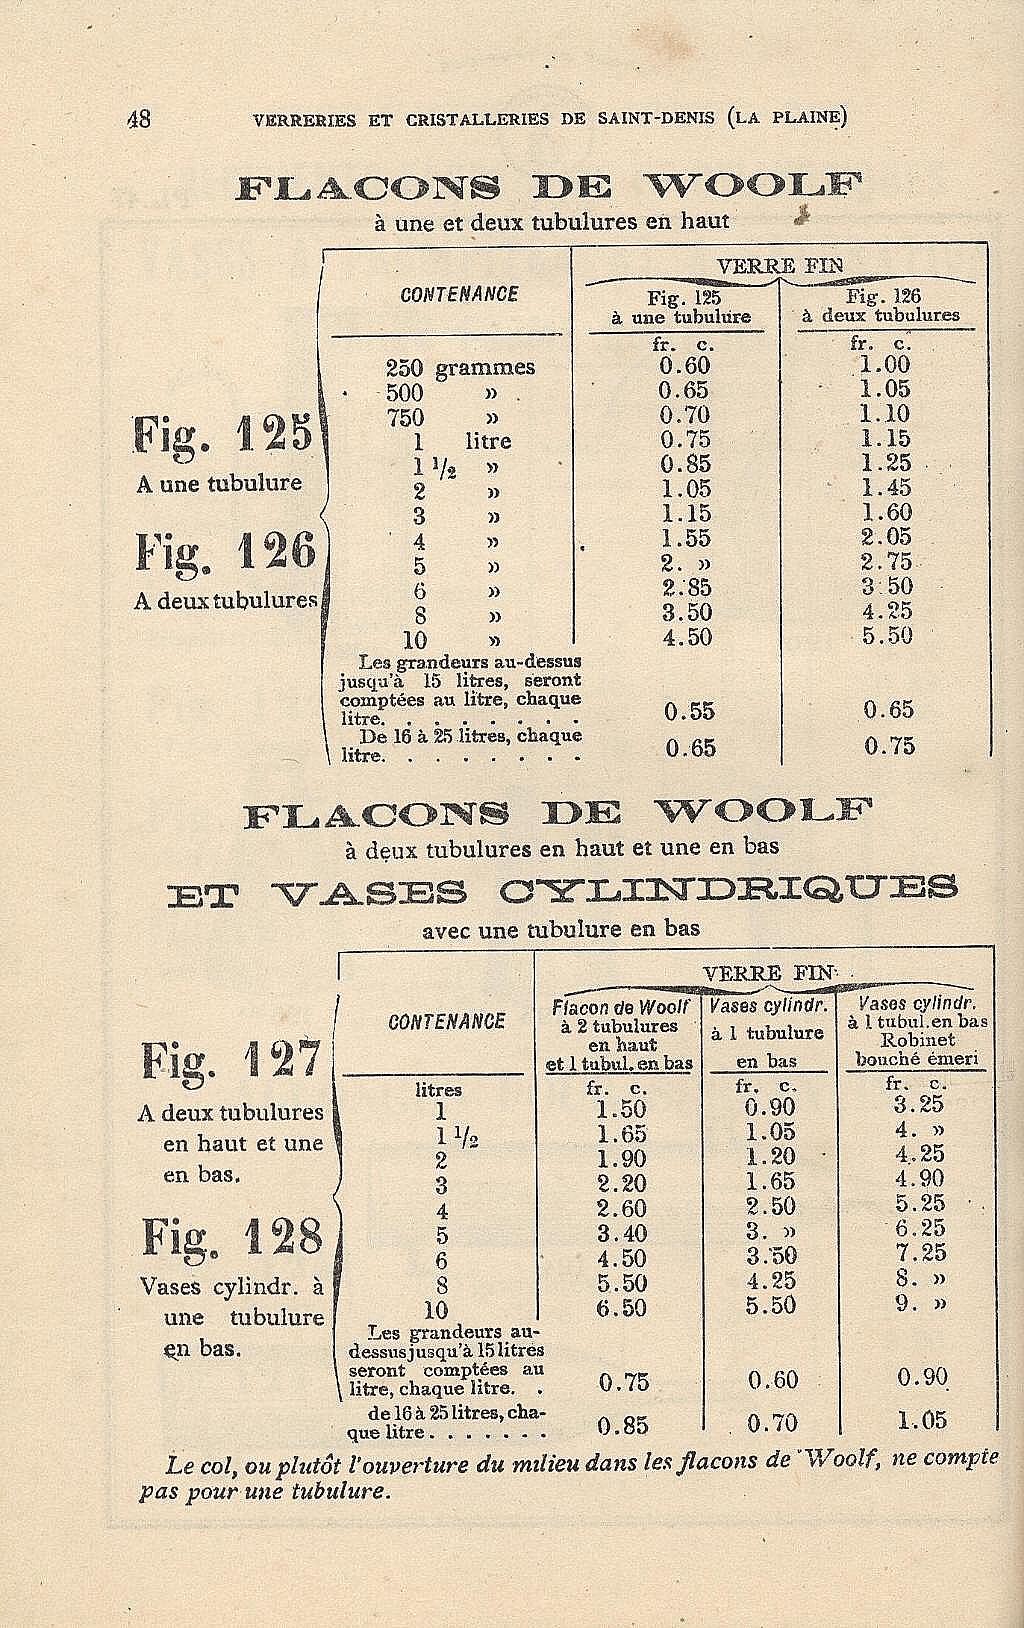 48 VERRERIES ET CRISTALLERIES DE SAINT-DENIS (LA PLAINE)
FLACONS DE WOOLF
à une et deux tubulures en haut
CONTENANCE
VERRE FIN
Fig. 125 Fig. 126
à une tubulure à deux tubulures
fr. c. fr. c.
250 grammes 0.60 1.00
500 » 0.65 1.05
750 » 0.70 1.10
1 litre 0.75 1.15
1 1/2 » 0.85 1.25
2 » 1.05 1.45
3 » 1.15 1.60
4 » 1.55 2.05
5 » 2. » 2.75
6 » 2.85 3.50
8 » 3.50 4.25
10 » 4.50 5.50
Les grandeurs au-dessus
jusqu'à 15 litres, seront
comptées au litre, chaque
litre. . . . . . . . 0.55 0.65
De 16 à 25 litres, chaque
litre. . . . . . . . 0.65 0.75
Fig. 125
A une tubulure
Fig. 126
A deux tubulures
FLACONS DE WOOLF
à deux tubulures en haut et une en bas
ET VASES CYLINDRIQUES
avec une tubulure en bas
CONTENANCE
VERRE FIN
Flacon de Woolf
à 2 tubulures
en haut
et 1 tubul. en bas
Vases cylindr.
à 1 tubulure
en bas
Vases cylindr.
à 1 tubul. en bas
Robinet
bouché émeri
litres fr. c. fr. c. fr. c.
1 1.50 0.90 3.25
1 1/2 1.65 1.05 4. »
2 1.90 1.20 4.25
3 2.20 1.65 4.90
4 2.60 2.50 5.25
5 3.40 3. » 6.25
6 4.50 3.50 7.25
8 5.50 4.25 8. »
10 6.50 5.50 9. »
Les grandeurs au-
dessus jusqu'à 15 litres
seront comptées au
litre, chaque litre. . 0.75 0.60 0.90
de 16 à 25 litres, cha-
que litre . . . . . . . 0.85 0.70 1.05
Fig. 127
A deux tubulures
en haut et une
en bas.
Fig. 128
Vases cylindr. à
une tubulure
en bas.
Le col, ou plutôt l'ouverture du milieu dans les flacons de Woolf, ne compte
pas pour une tubulure.